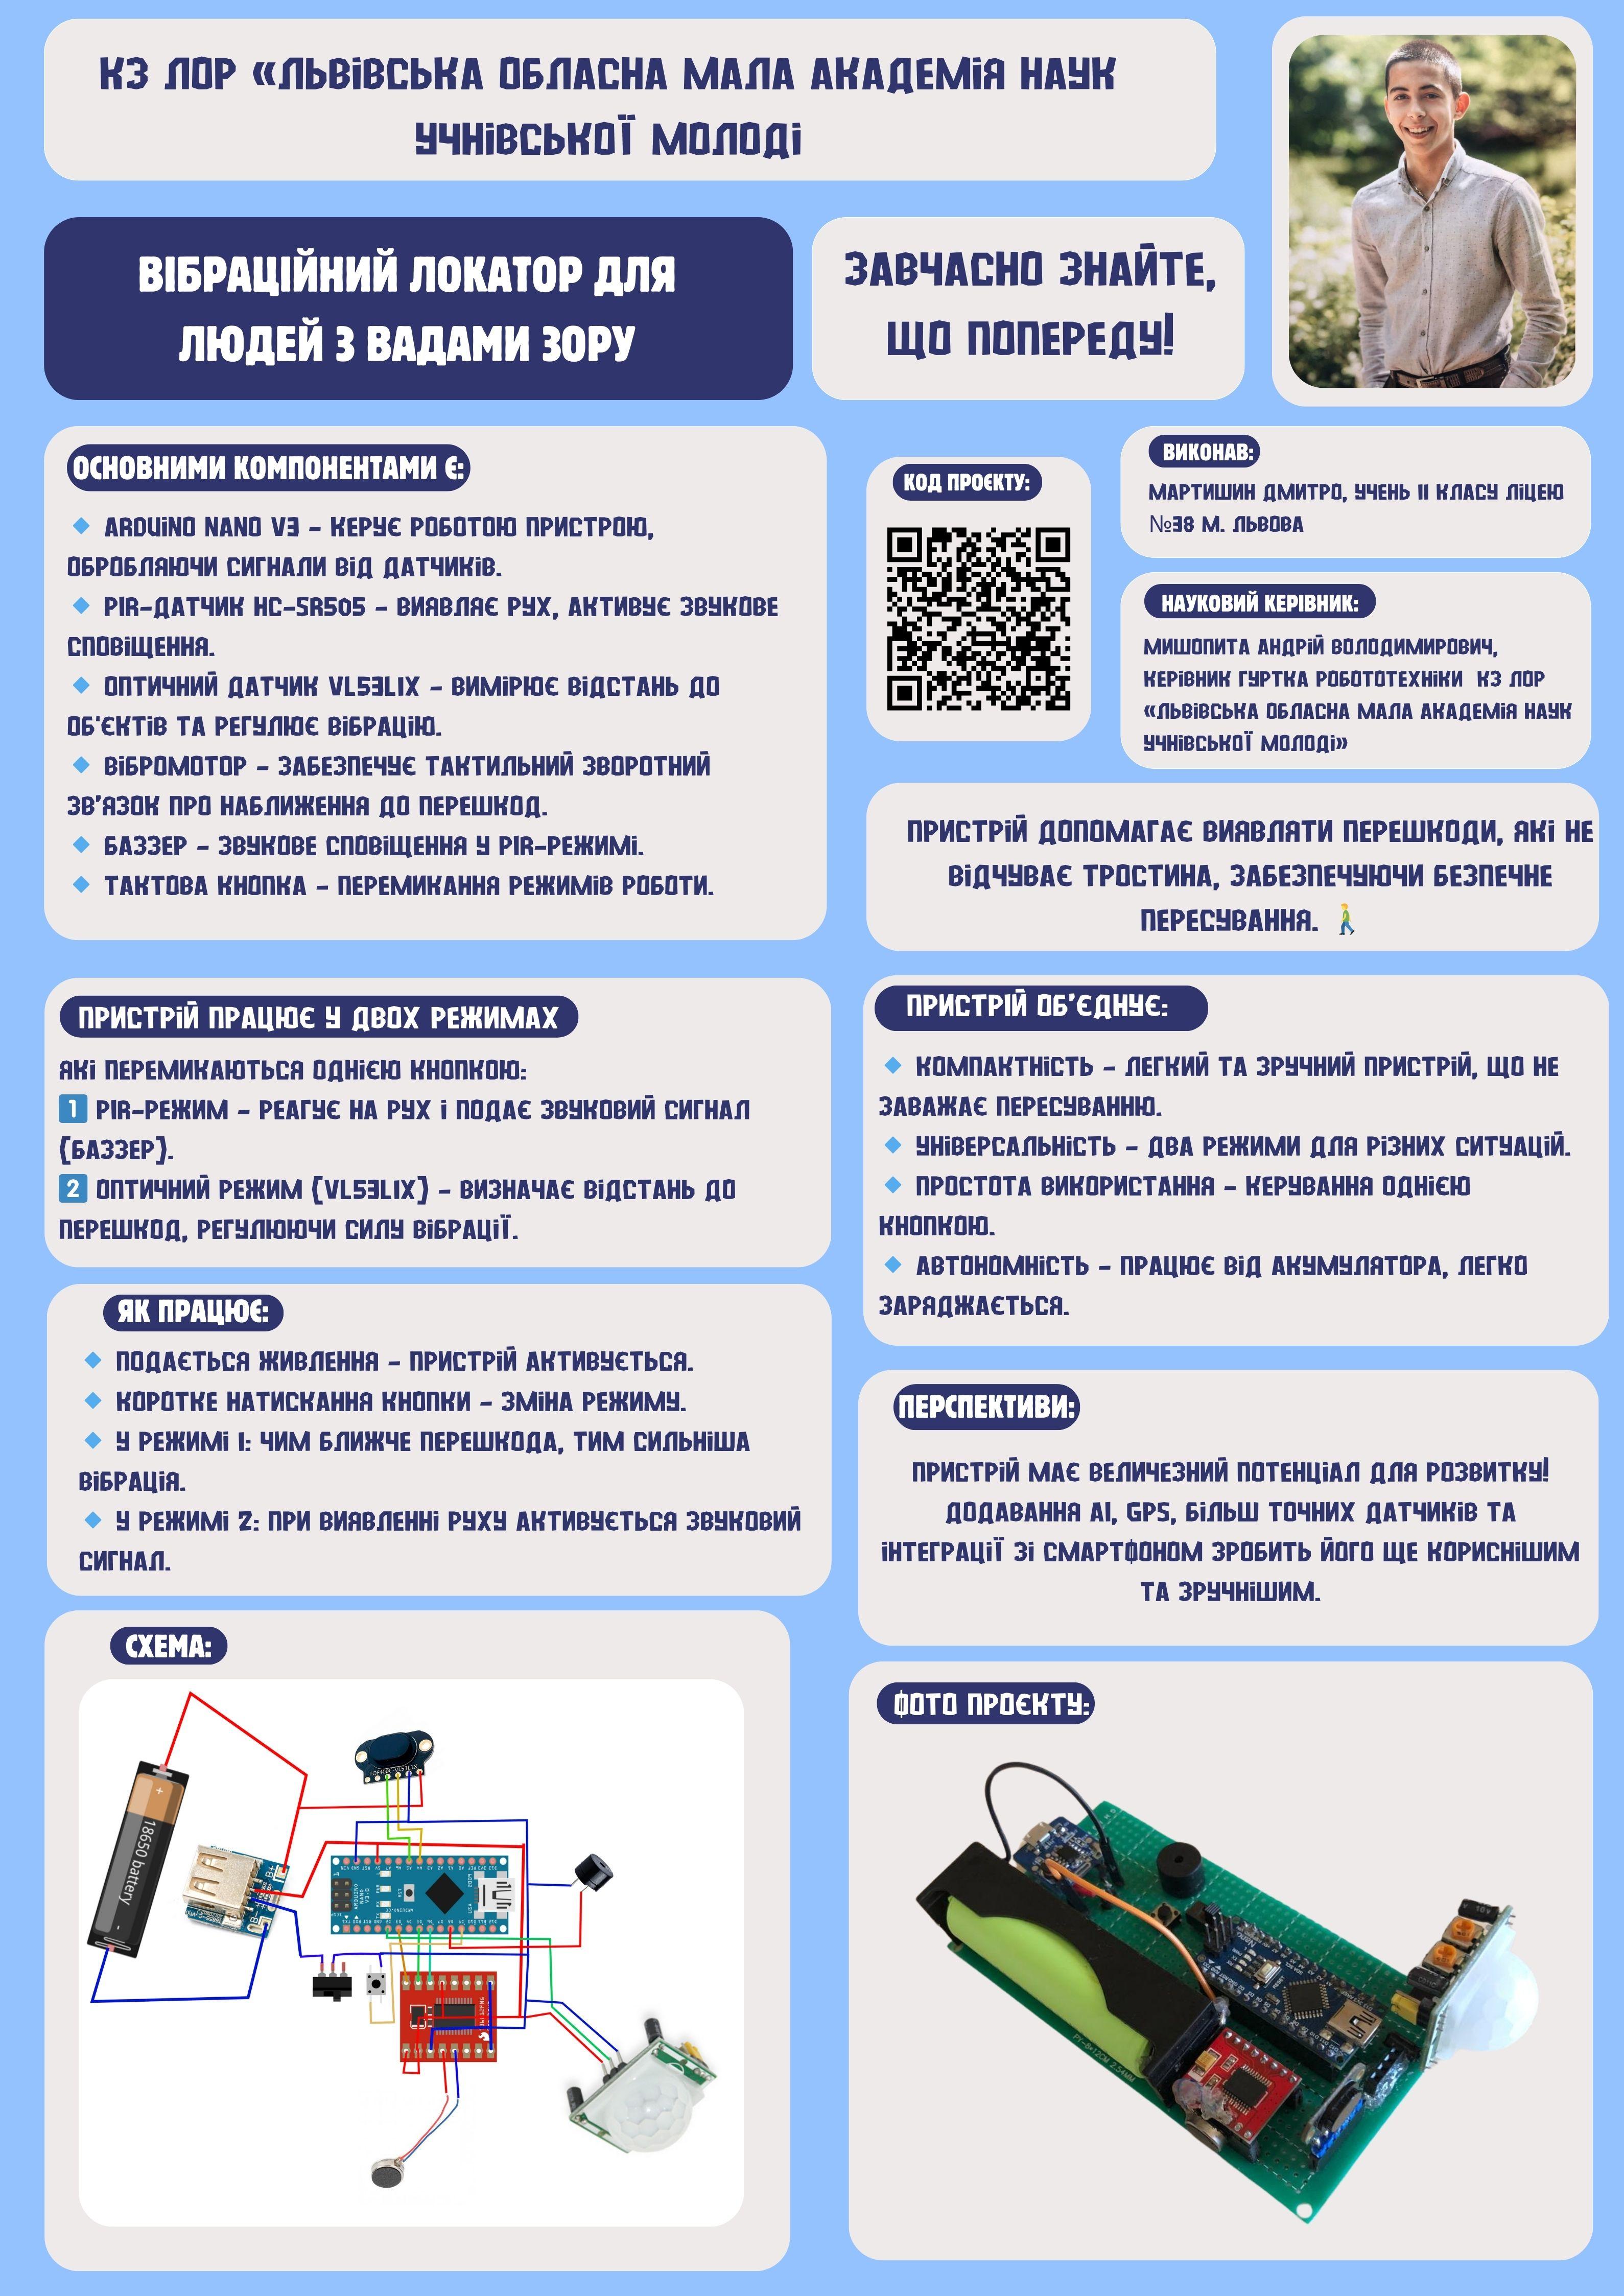 КЗ ЛОР «ЛЬВІВСЬКА ОБЛАСНА МАЛА АКАДЕМІЯ НАУК
УЧНІВСЬКОЇ МОЛОДІ
ВІБРАЦІЙНИЙ ЛОКАТОР ДЛЯ
ЛЮДЕЙ З ВАДАМИ ЗОРУ
ЗАВЧАСНО ЗНАЙТЕ,
ЩО ПОПЕРЕДУ!
ОСНОВНИМИ КОМПОНЕНТАМИ Є:
🔹 ARDUINO NANO V3 – КЕРУЄ РОБОТОЮ ПРИСТРОЮ,
ОБРОБЛЯЮЧИ СИГНАЛИ ВІД ДАТЧИКІВ.
🔹 PIR-ДАТЧИК HC-SR505 – ВИЯВЛЯЄ РУХ, АКТИВУЄ ЗВУКОВЕ
СПОВІЩЕННЯ.
🔹 ОПТИЧНИЙ ДАТЧИК VL53L1X – ВИМІРЮЄ ВІДСТАНЬ ДО
ОБ'ЄКТІВ ТА РЕГУЛЮЄ ВІБРАЦІЮ.
🔹 ВІБРОМОТОР – ЗАБЕЗПЕЧУЄ ТАКТИЛЬНИЙ ЗВОРОТНИЙ
ЗВ’ЯЗОК ПРО НАБЛИЖЕННЯ ДО ПЕРЕШКОД.
🔹 БАЗЗЕР – ЗВУКОВЕ СПОВІЩЕННЯ У PIR-РЕЖИМІ.
🔹 ТАКТОВА КНОПКА – ПЕРЕМИКАННЯ РЕЖИМІВ РОБОТИ.
КОД ПРОЄКТУ:
ВИКОНАВ:
МАРТИШИН ДМИТРО, УЧЕНЬ 11 КЛАСУ ЛІЦЕЮ
№38 М. ЛЬВОВА
НАУКОВИЙ КЕРІВНИК:
МИШОПИТА АНДРІЙ ВОЛОДИМИРОВИЧ,
КЕРІВНИК ГУРТКА РОБОТОТЕХНІКИ КЗ ЛОР
«ЛЬВІВСЬКА ОБЛАСНА МАЛА АКАДЕМІЯ НАУК
УЧНІВСЬКОЇ МОЛОДІ»
ПРИСТРІЙ ДОПОМАГАЄ ВИЯВЛЯТИ ПЕРЕШКОДИ, ЯКІ НЕ
ВІДЧУВАЄ ТРОСТИНА, ЗАБЕЗПЕЧУЮЧИ БЕЗПЕЧНЕ
ПЕРЕСУВАННЯ. 🚶‍♂️
ПРИСТРІЙ ПРАЦЮЄ У ДВОХ РЕЖИМАХ
ЯКІ ПЕРЕМИКАЮТЬСЯ ОДНІЄЮ КНОПКОЮ:
1️⃣ PIR-РЕЖИМ – РЕАГУЄ НА РУХ І ПОДАЄ ЗВУКОВИЙ СИГНАЛ
(БАЗЗЕР).
2️⃣ ОПТИЧНИЙ РЕЖИМ (VL53L1X) – ВИЗНАЧАЄ ВІДСТАНЬ ДО
ПЕРЕШКОД, РЕГУЛЮЮЧИ СИЛУ ВІБРАЦІЇ.
ПРИСТРІЙ ОБ’ЄДНУЄ:
🔹 КОМПАКТНІСТЬ – ЛЕГКИЙ ТА ЗРУЧНИЙ ПРИСТРІЙ, ЩО НЕ
ЗАВАЖАЄ ПЕРЕСУВАННЮ.
🔹 УНІВЕРСАЛЬНІСТЬ – ДВА РЕЖИМИ ДЛЯ РІЗНИХ СИТУАЦІЙ.
🔹 ПРОСТОТА ВИКОРИСТАННЯ – КЕРУВАННЯ ОДНІЄЮ
КНОПКОЮ.
🔹 АВТОНОМНІСТЬ – ПРАЦЮЄ ВІД АКУМУЛЯТОРА, ЛЕГКО
ЗАРЯДЖАЄТЬСЯ.
ЯК ПРАЦЮЄ:
🔹 ПОДАЄТЬСЯ ЖИВЛЕННЯ – ПРИСТРІЙ АКТИВУЄТЬСЯ.
🔹 КОРОТКЕ НАТИСКАННЯ КНОПКИ – ЗМІНА РЕЖИМУ.
🔹 У РЕЖИМІ 1: ЧИМ БЛИЖЧЕ ПЕРЕШКОДА, ТИМ СИЛЬНІША
ВІБРАЦІЯ.
🔹 У РЕЖИМІ 2: ПРИ ВИЯВЛЕННІ РУХУ АКТИВУЄТЬСЯ ЗВУКОВИЙ
СИГНАЛ.
ПЕРСПЕКТИВИ:
ПРИСТРІЙ МАЄ ВЕЛИЧЕЗНИЙ ПОТЕНЦІАЛ ДЛЯ РОЗВИТКУ!
ДОДАВАННЯ AI, GPS, БІЛЬШ ТОЧНИХ ДАТЧИКІВ ТА
ІНТЕГРАЦІЇ ЗІ СМАРТФОНОМ ЗРОБИТЬ ЙОГО ЩЕ КОРИСНІШИМ
ТА ЗРУЧНІШИМ.
СХЕМА:
18650 battery
ФОТО ПРОЄКТУ: